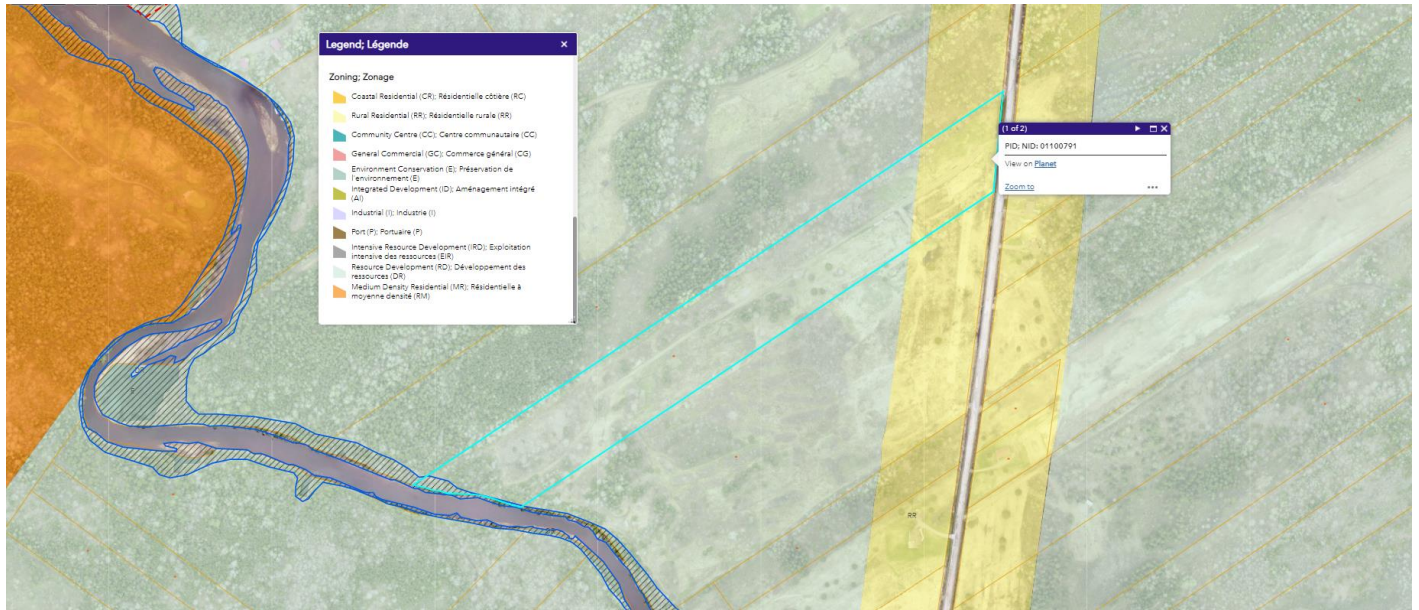 Legend; Légende
Zoning; Zonage
Coastal Residential (CR); Résidentielle côtière (RC)
Rural Residential (RR); Résidentielle rurale (RR)
Community Centre (CC); Centre communautaire (CC)
General Commercial (GC); Commerce général (CG)
Environment Conservation (E); Préservation de
l'environnement (E)
Integrated Development (ID); Aménagement intégré
(AI)
Industrial (I); Industrie (I)
Port (P); Portuaire (P)
Intensive Resource Development (IRD); Exploitation
intensive des ressources (EIR)
Resource Development (RD); Développement des
ressources (DR)
Medium Density Residential (MR); Résidentielle à
moyenne densité (RM)
(1 of 2)
PID; NID: 01100791
View on Planet
Zoom to
E
RR